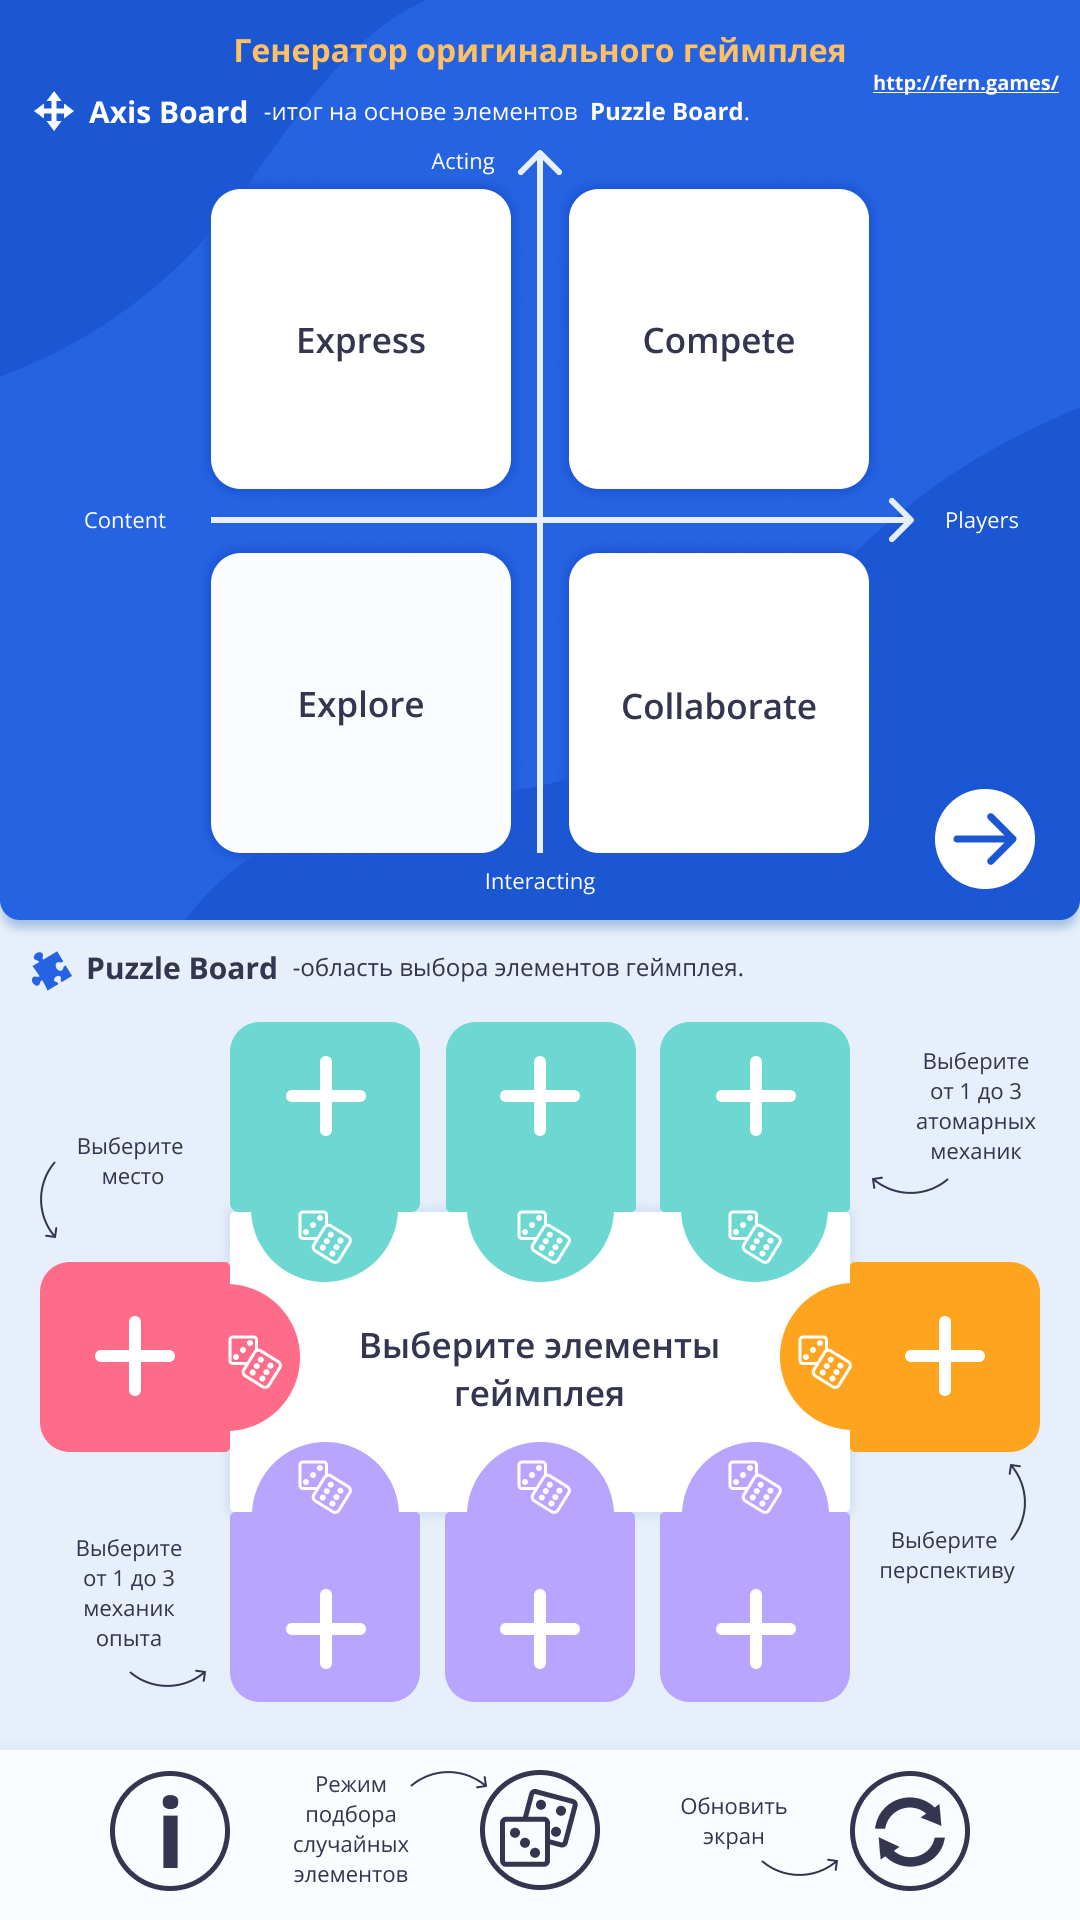 Генератор оригинального геймплея
http://fern.games/
Axis Board -итог на основе элементов Puzzle Board.
Acting
Express
Compete
Content
Players
Explore
Collaborate
Interacting
Puzzle Board -область выбора элементов геймплея.
Выберите
от 1 до 3
атомарных
механик
Выберите
место
Выберите элементы
геймплея
Выберите
перспективу
Выберите
от 1 до 3
механик
опыта
i
Режим
подбора
случайных
элементов
Обновить
экран